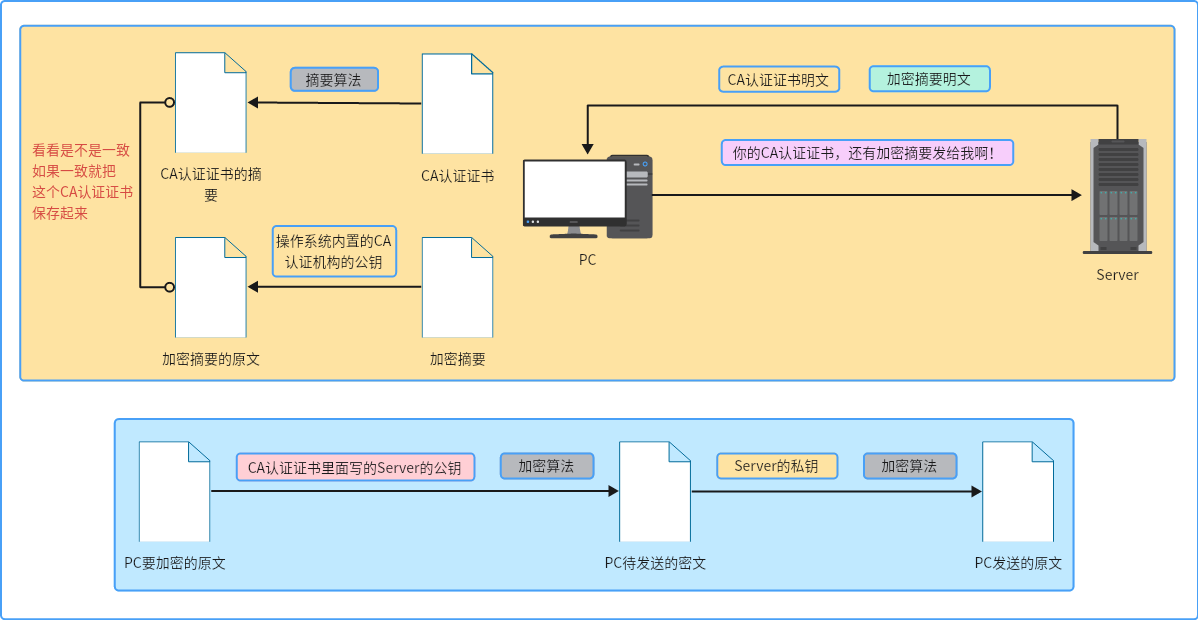 摘要算法
CA认证证书明文
加密摘要明文
看看是不是一致
如果一致就把
这个CA认证证书
保存起来
CA认证证书的摘
要
CA认证证书
你的CA认证证书，还有加密摘要发给我啊！
操作系统内置的CA
认证机构的公钥
PC
Server
加密摘要的原文
加密摘要
CA认证证书里面写的Server的公钥
加密算法
Server的私钥
加密算法
PC要加密的原文
PC待发送的密文
PC发送的原文